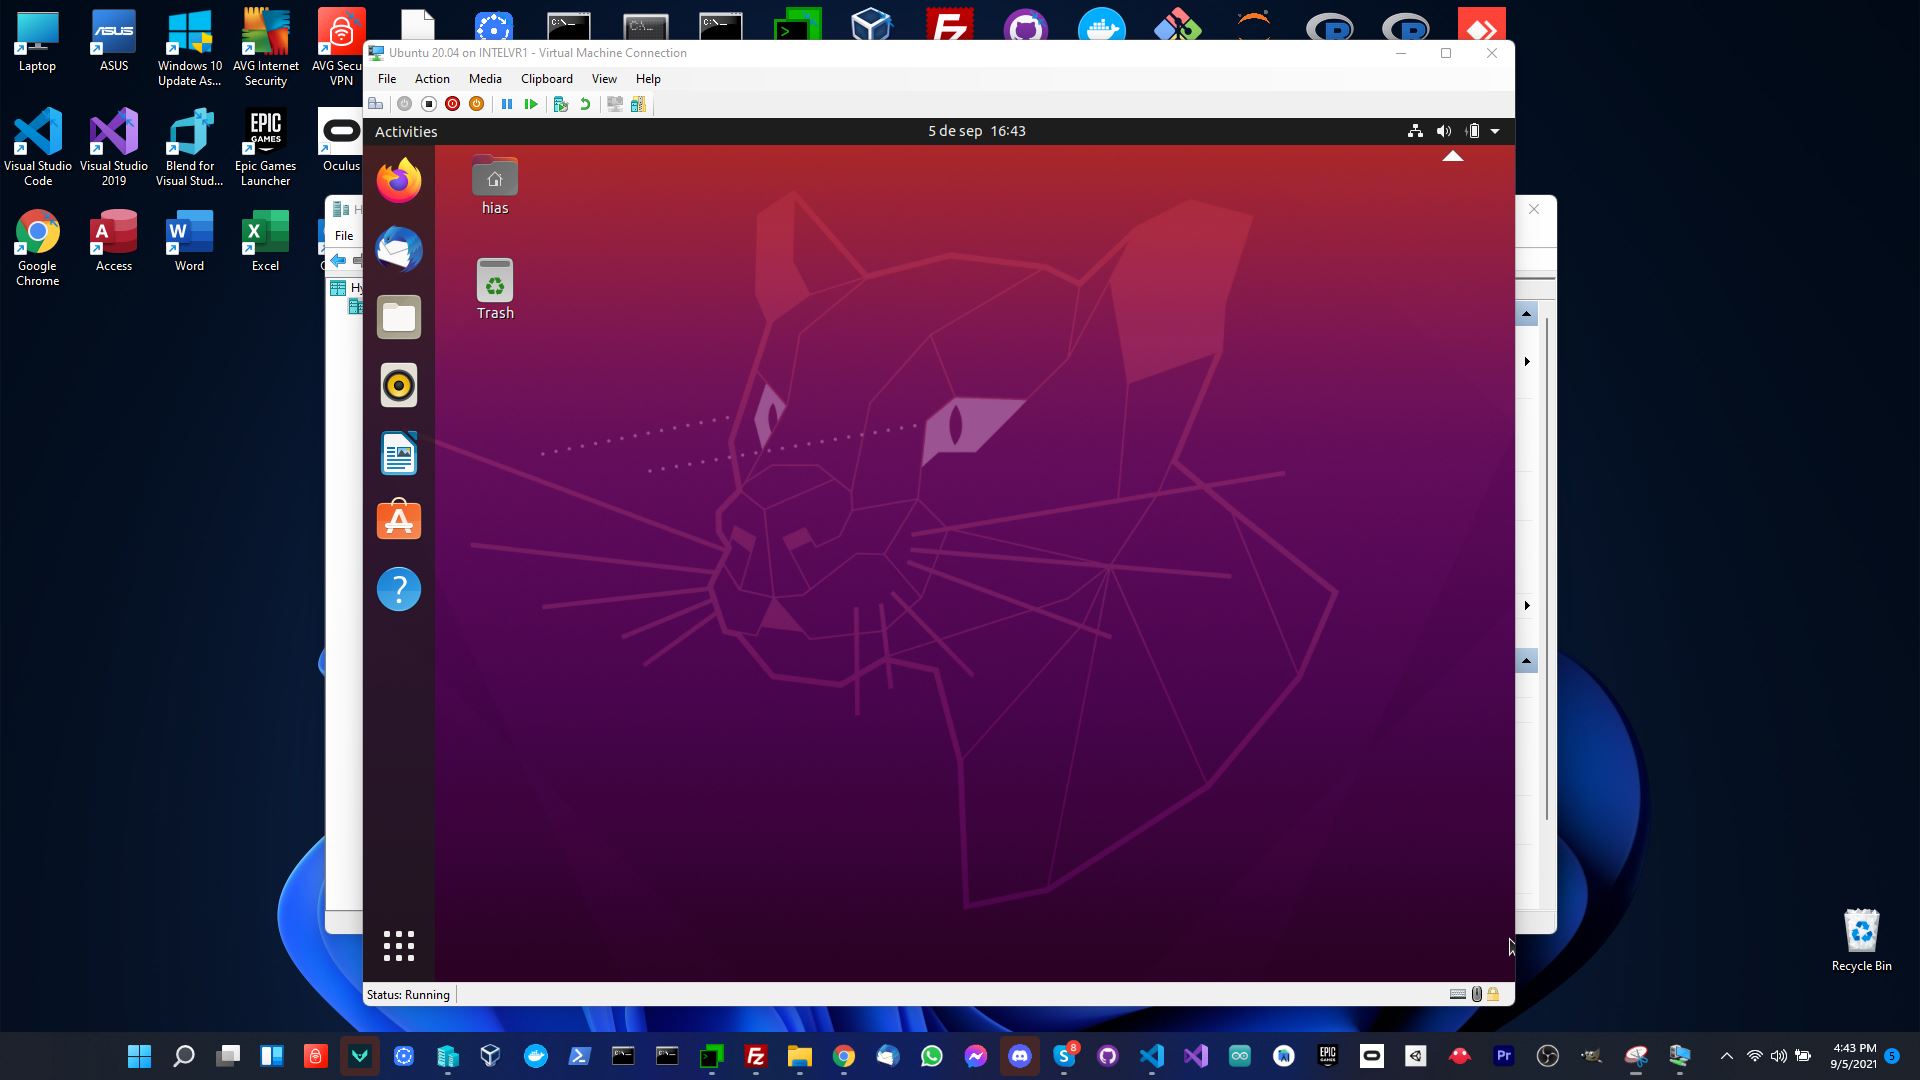 Laptop
ASUS
Windows 10
Update As...
AVG Internet
Security
AVG Secu
VPN
Visual Studio
Code
Visual Studio
2019
Blend for
Visual Stud...
Epic Games
Launcher
Oculus
Google
Chrome
Access
Word
Excel
Ubuntu 20.04 on INTELVR1 - Virtual Machine Connection
File
Action
Media
Clipboard
View
Help
Activities
5 de sep 16:43
hias
Trash
File
Hy
Status: Running
Recycle Bin
4:43 PM
9/5/2021
5
8